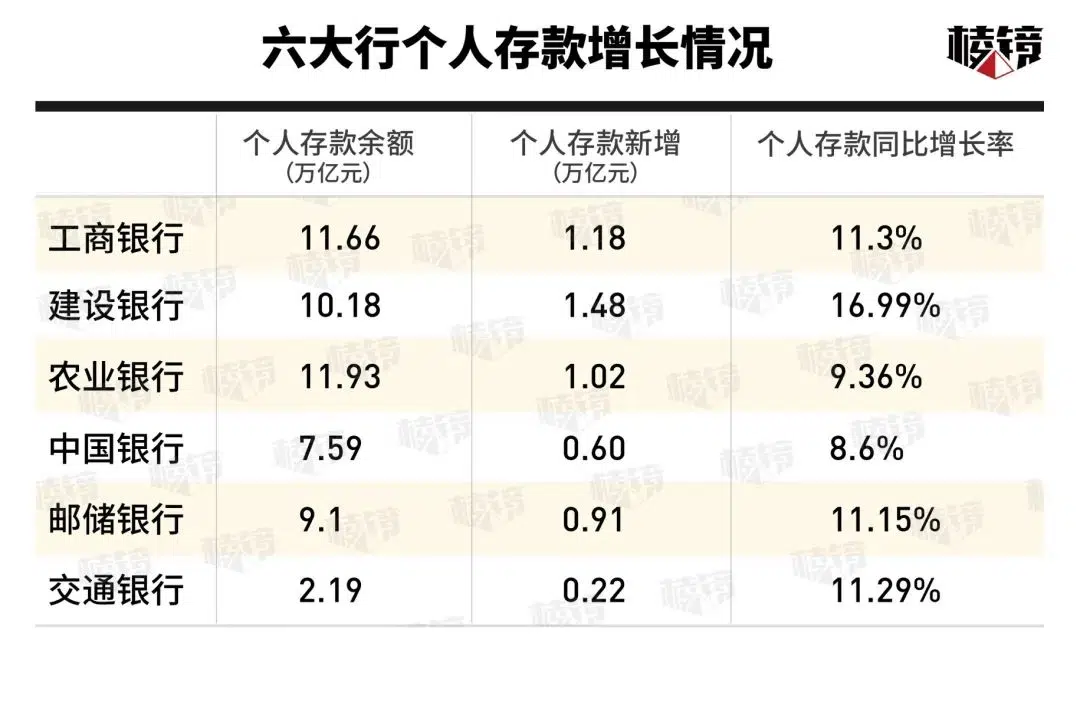 六大行个人存款增长情况
棱镜
个人存款余额 个人存款新增 个人存款同比增长率
(万亿元) (万亿元)
工商银行 11.66 1.18 11.3%
建设银行 10.18 1.48 16.99%
农业银行 11.93 1.02 9.36%
中国银行 7.59 0.60 8.6%
邮储银行 9.1 0.91 11.15%
交通银行 2.19 0.22 11.29%